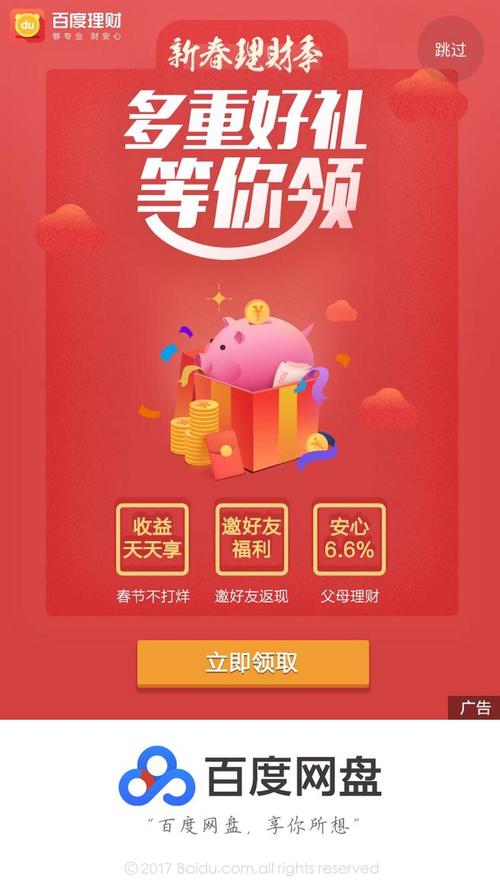 du 百度理财
够专业 财安心
跳过
新春理财季
多重好礼
等你领
收益
天天享
邀好友
福利
安心
6.6%
春节不打烊
邀好友返现
父母理财
立即领取
广告
百度网盘
“百度网盘，享你所想”
©2017 Baidu.com.all rights reserved